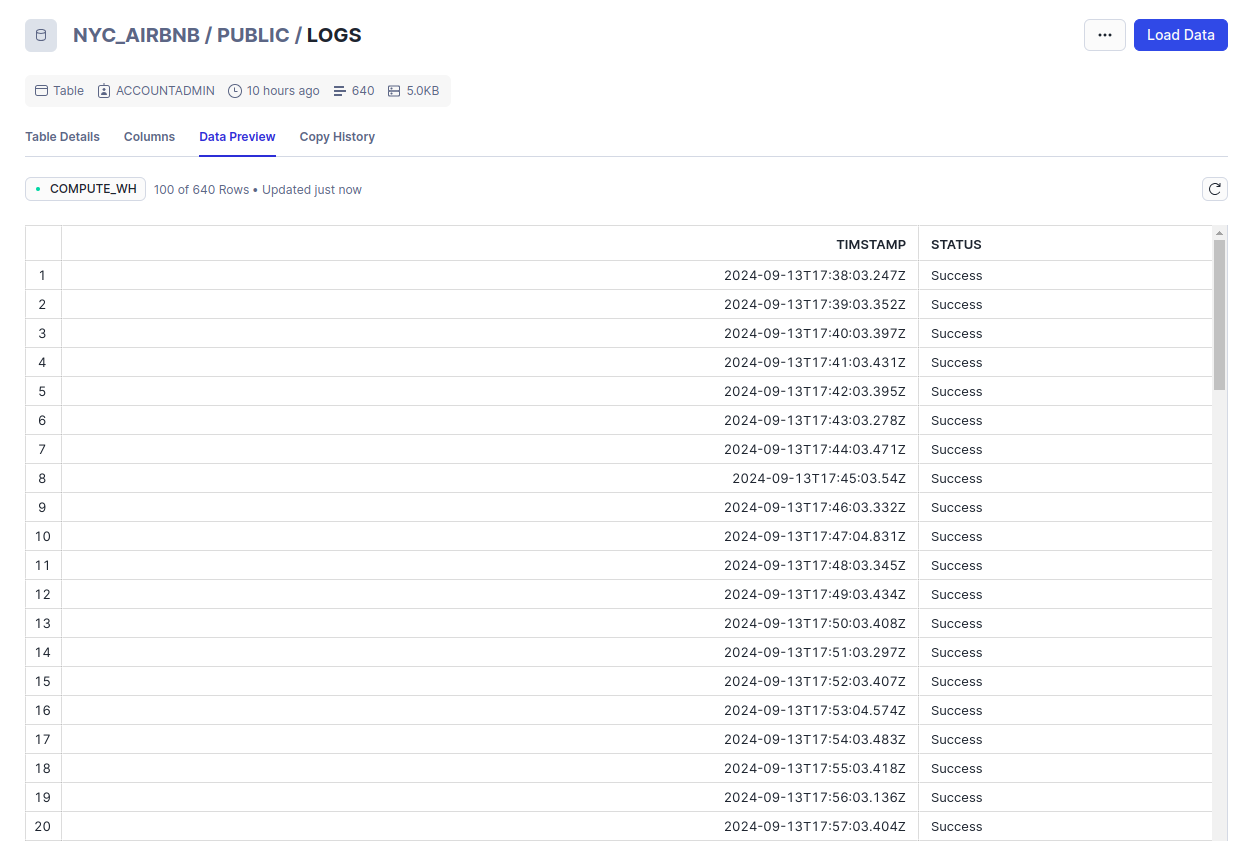 NYC_AIRBNB / PUBLIC / LOGS
Load Data
Table ACCOUNTADMIN 10 hours ago 640 5.0KB
Table Details Columns Data Preview Copy History
COMPUTE_WH 100 of 640 Rows • Updated just now
TIMSTAMP STATUS
1 2024-09-13T17:38:03.247Z Success
2 2024-09-13T17:39:03.352Z Success
3 2024-09-13T17:40:03.397Z Success
4 2024-09-13T17:41:03.431Z Success
5 2024-09-13T17:42:03.395Z Success
6 2024-09-13T17:43:03.278Z Success
7 2024-09-13T17:44:03.471Z Success
8 2024-09-13T17:45:03.54Z Success
9 2024-09-13T17:46:03.332Z Success
10 2024-09-13T17:47:04.831Z Success
11 2024-09-13T17:48:03.345Z Success
12 2024-09-13T17:49:03.434Z Success
13 2024-09-13T17:50:03.408Z Success
14 2024-09-13T17:51:03.297Z Success
15 2024-09-13T17:52:03.407Z Success
16 2024-09-13T17:53:04.574Z Success
17 2024-09-13T17:54:03.483Z Success
18 2024-09-13T17:55:03.418Z Success
19 2024-09-13T17:56:03.136Z Success
20 2024-09-13T17:57:03.404Z Success